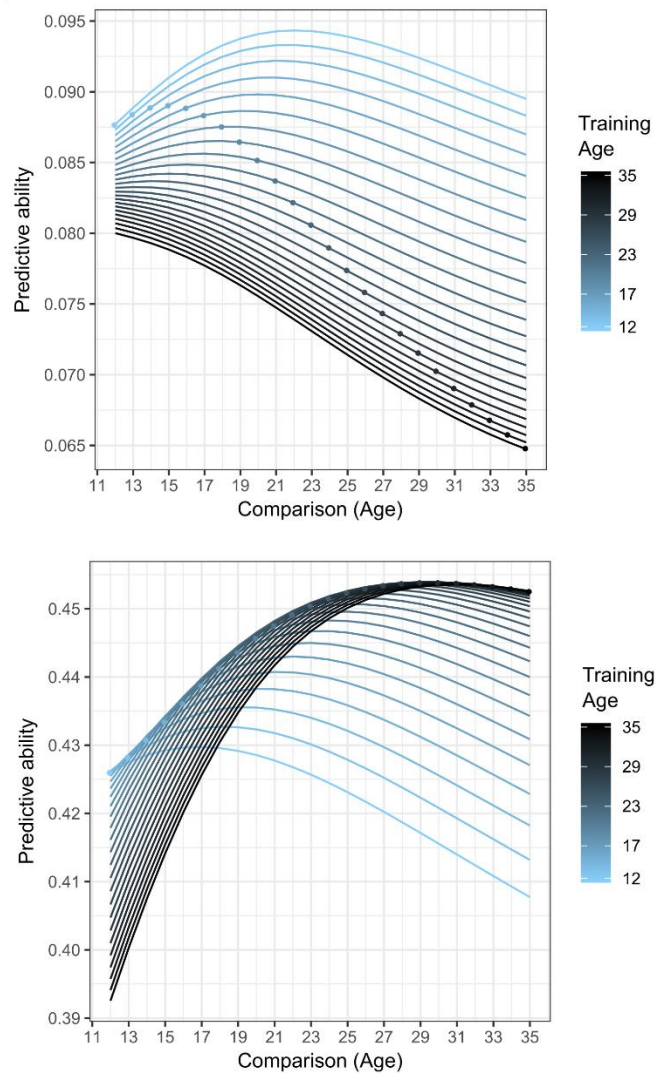 0.095
0.090
0.085
0.080
0.075
0.070
0.065
Predictive ability
11 13 15 17 19 21 23 25 27 29 31 33 35
Comparison (Age)
Training
Age
35
29
23
17
12
0.45
0.44
0.43
0.42
0.41
0.40
0.39
Predictive ability
11 13 15 17 19 21 23 25 27 29 31 33 35
Comparison (Age)
Training
Age
35
29
23
17
12